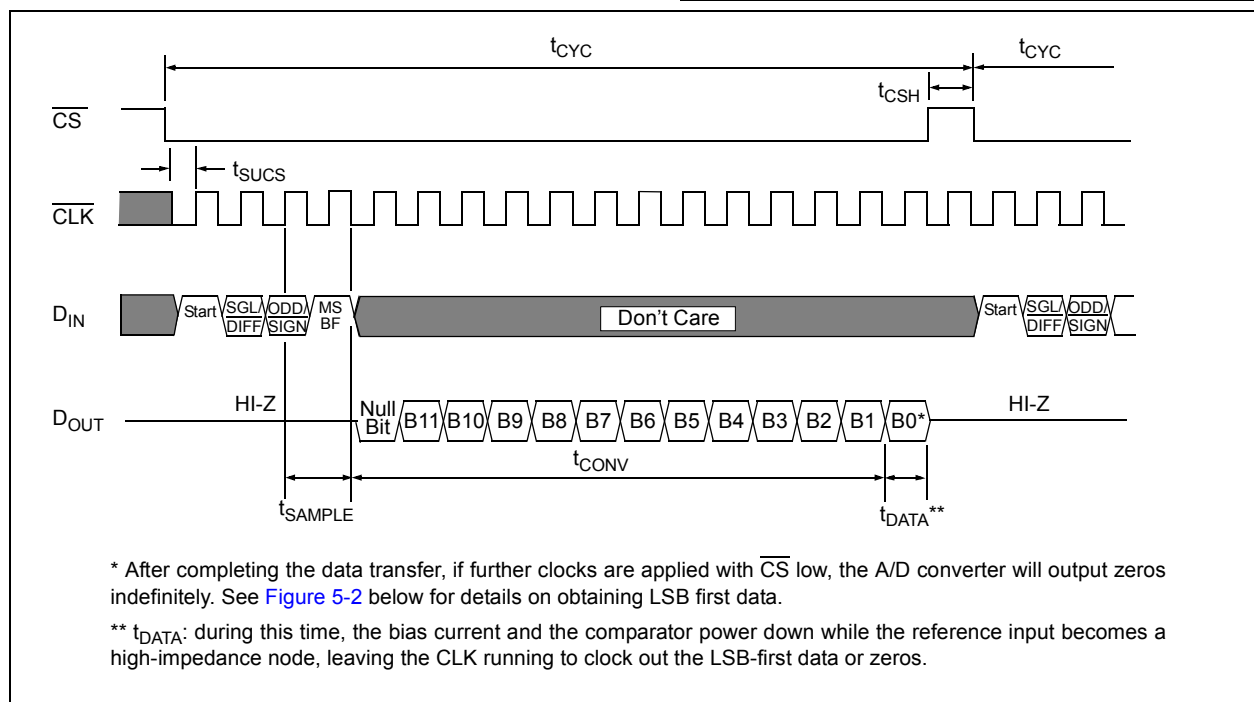 tCYC tCYC
tCSH
CS
tSUCS
CLK
DIN Start SGL/DIFF ODD/SIGN MS BF Don't Care Start SGL/DIFF ODD/SIGN
HI-Z HI-Z
DOUT Null Bit B11 B10 B9 B8 B7 B6 B5 B4 B3 B2 B1 B0*
tCONV
tSAMPLE tDATA**
* After completing the data transfer, if further clocks are applied with CS low, the A/D converter will output zeros
indefinitely. See Figure 5-2 below for details on obtaining LSB first data.
** tDATA: during this time, the bias current and the comparator power down while the reference input becomes a
high-impedance node, leaving the CLK running to clock out the LSB-first data or zeros.